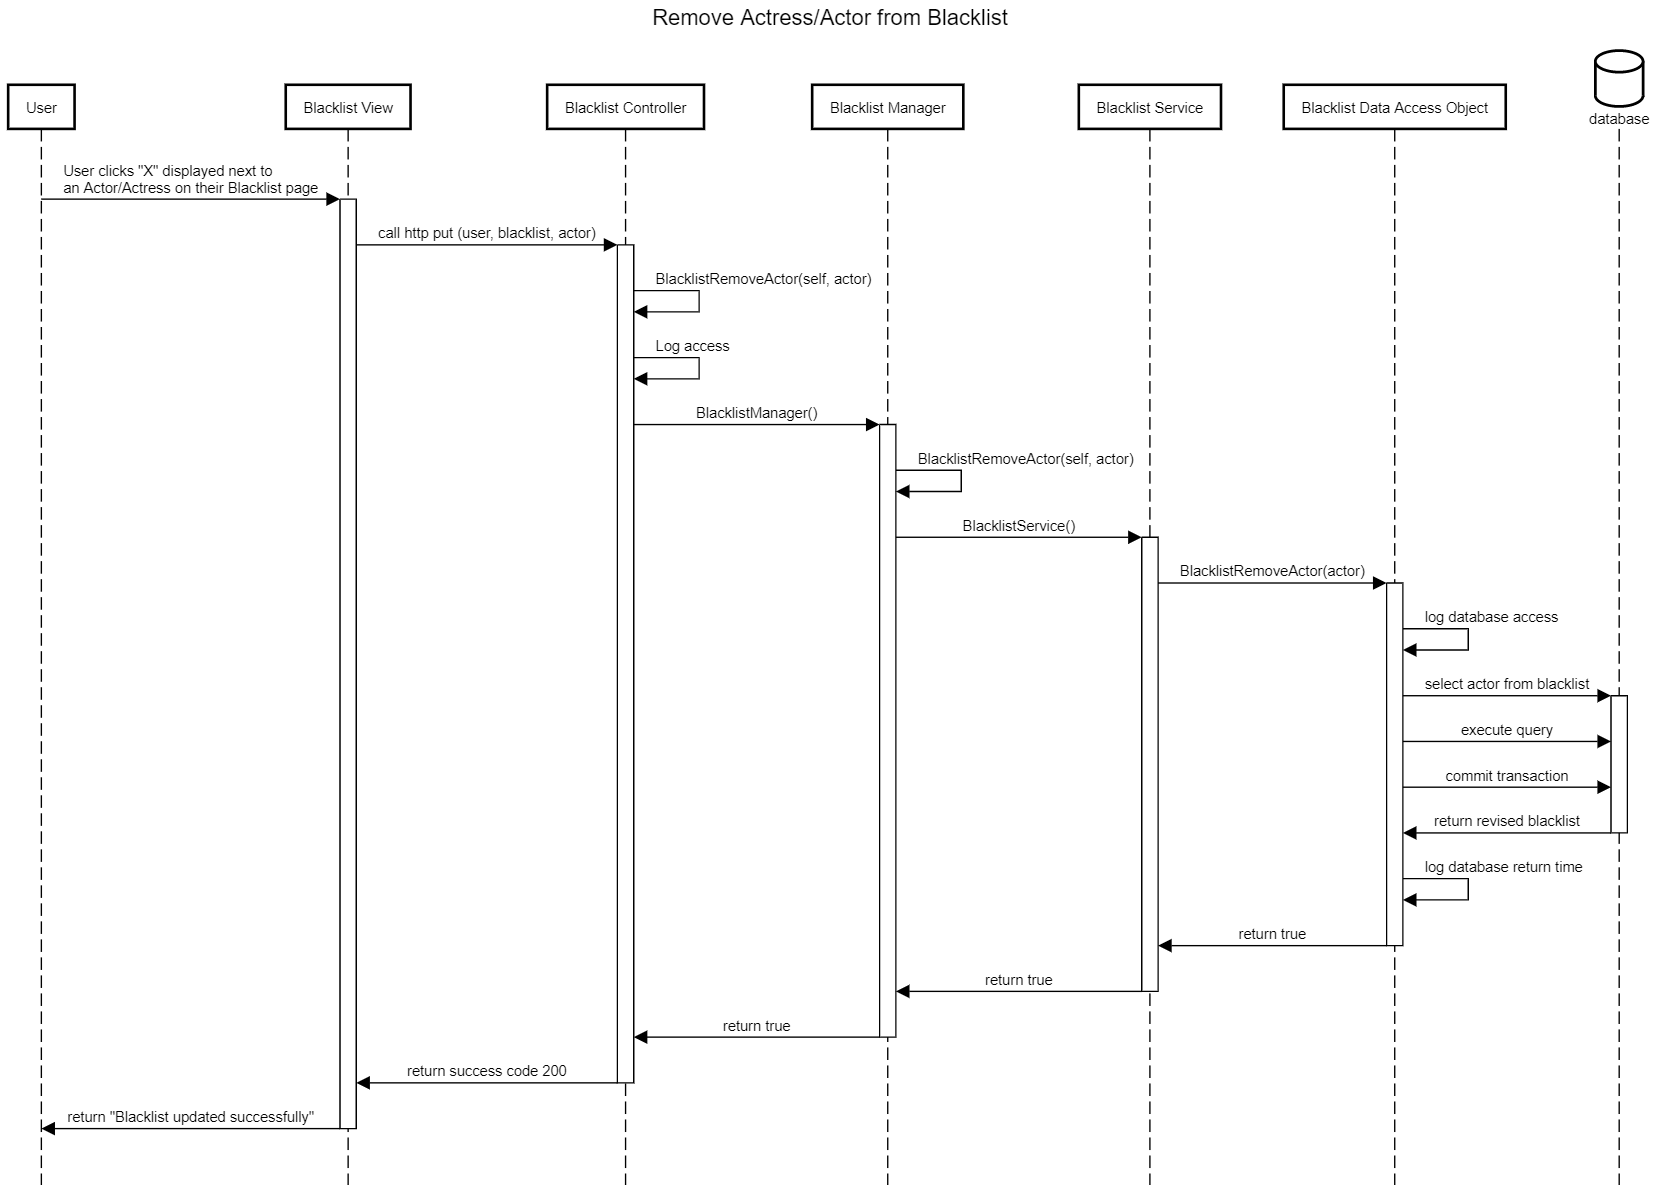 Remove Actress/Actor from Blacklist
User
Blacklist View
Blacklist Controller
Blacklist Manager
Blacklist Service
Blacklist Data Access Object
database
User clicks "X" displayed next to
an Actor/Actress on their Blacklist page
call http put (user, blacklist, actor)
BlacklistRemoveActor(self, actor)
Log access
BlacklistManager()
BlacklistRemoveActor(self, actor)
BlacklistService()
BlacklistRemoveActor(actor)
log database access
select actor from blacklist
execute query
commit transaction
return revised blacklist
log database return time
return true
return true
return true
return success code 200
return "Blacklist updated successfully"